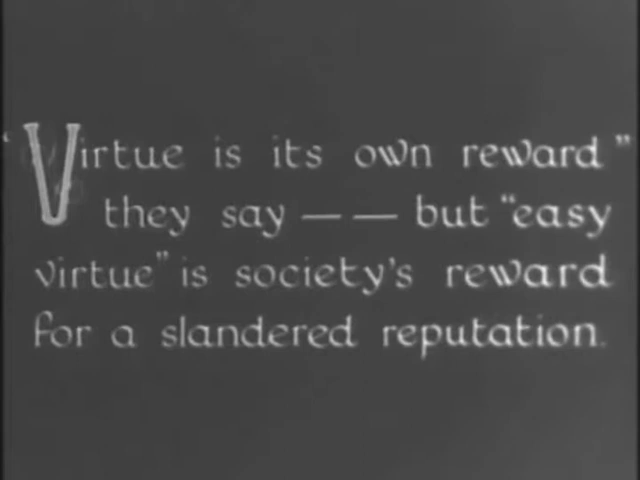 "Virtue is its own reward"
they say — — but "easy
virtue" is society's reward
for a slandered reputation.